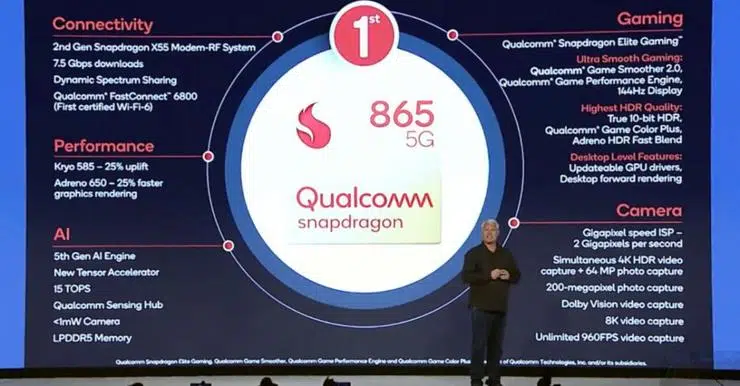 Connectivity
2nd Gen Snapdragon X55 Modem-RF System
7.5 Gbps downloads
Dynamic Spectrum Sharing
Qualcomm® FastConnect™ 6800
(First certified Wi-Fi-6)
Performance
Kryo 585 – 25% uplift
Adreno 650 – 25% faster
graphics rendering
AI
5th Gen AI Engine
New Tensor Accelerator
15 TOPS
Qualcomm Sensing Hub
<1mW Camera
LPDDR5 Memory
1st
865
5G
Qualcomm
snapdragon
Gaming
Qualcomm® Snapdragon Elite Gaming™
Ultra Smooth Gaming:
Qualcomm® Game Smoother 2.0,
Qualcomm® Game Performance Engine,
144Hz Display
Highest HDR Quality:
True 10-bit HDR,
Qualcomm® Game Color Plus,
Adreno HDR Fast Blend
Desktop Level Features:
Updateable GPU drivers,
Desktop forward rendering
Camera
Gigapixel speed ISP –
2 Gigapixels per second
Simultaneous 4K HDR video
capture + 64 MP photo capture
200-megapixel photo capture
Dolby Vision video capture
8K video capture
Unlimited 960FPS video capture
Qualcomm Snapdragon Elite Gaming, Qualcomm Game Smoother, Qualcomm Game Performance Engine and Qualcomm Game Color Plus of Qualcomm Technologies, Inc. and/or its subsidiaries.